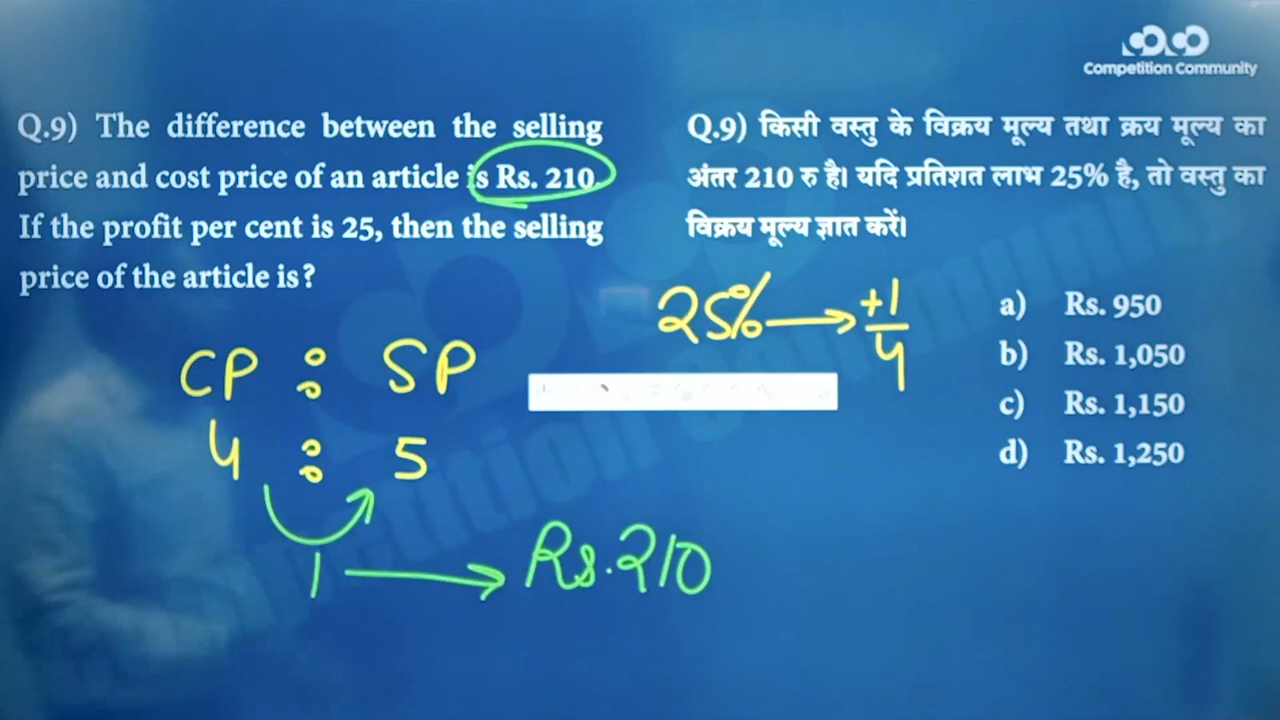 Competition Community
Q.9) The difference between the selling
price and cost price of an article is Rs. 210.
If the profit per cent is 25, then the selling
price of the article is?
Q.9) किसी वस्तु के विक्रय मूल्य तथा क्रय मूल्य का
अंतर 210 रु है। यदि प्रतिशत लाभ 25% है, तो वस्तु का
विक्रय मूल्य ज्ञात करें।
25% → +1/4
a) Rs. 950
b) Rs. 1,050
c) Rs. 1,150
d) Rs. 1,250
CP : SP
4 : 5
1 → Rs. 210